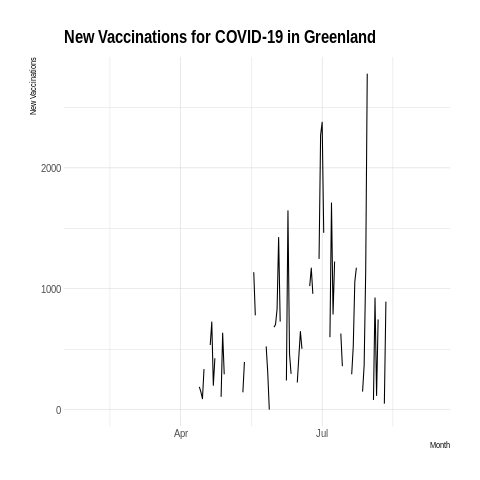 New Vaccinations for COVID-19 in Greenland
New Vaccinations
2000
1000
0
Apr
Jul
Month